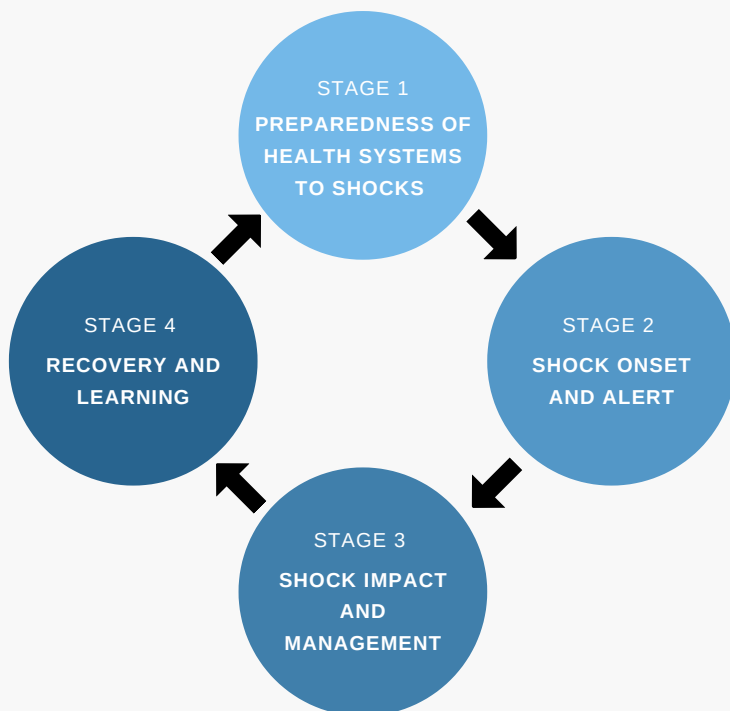 STAGE 1
PREPAREDNESS OF
HEALTH SYSTEMS
TO SHOCKS
STAGE 2
SHOCK ONSET
AND ALERT
STAGE 3
SHOCK IMPACT
AND
MANAGEMENT
STAGE 4
RECOVERY AND
LEARNING